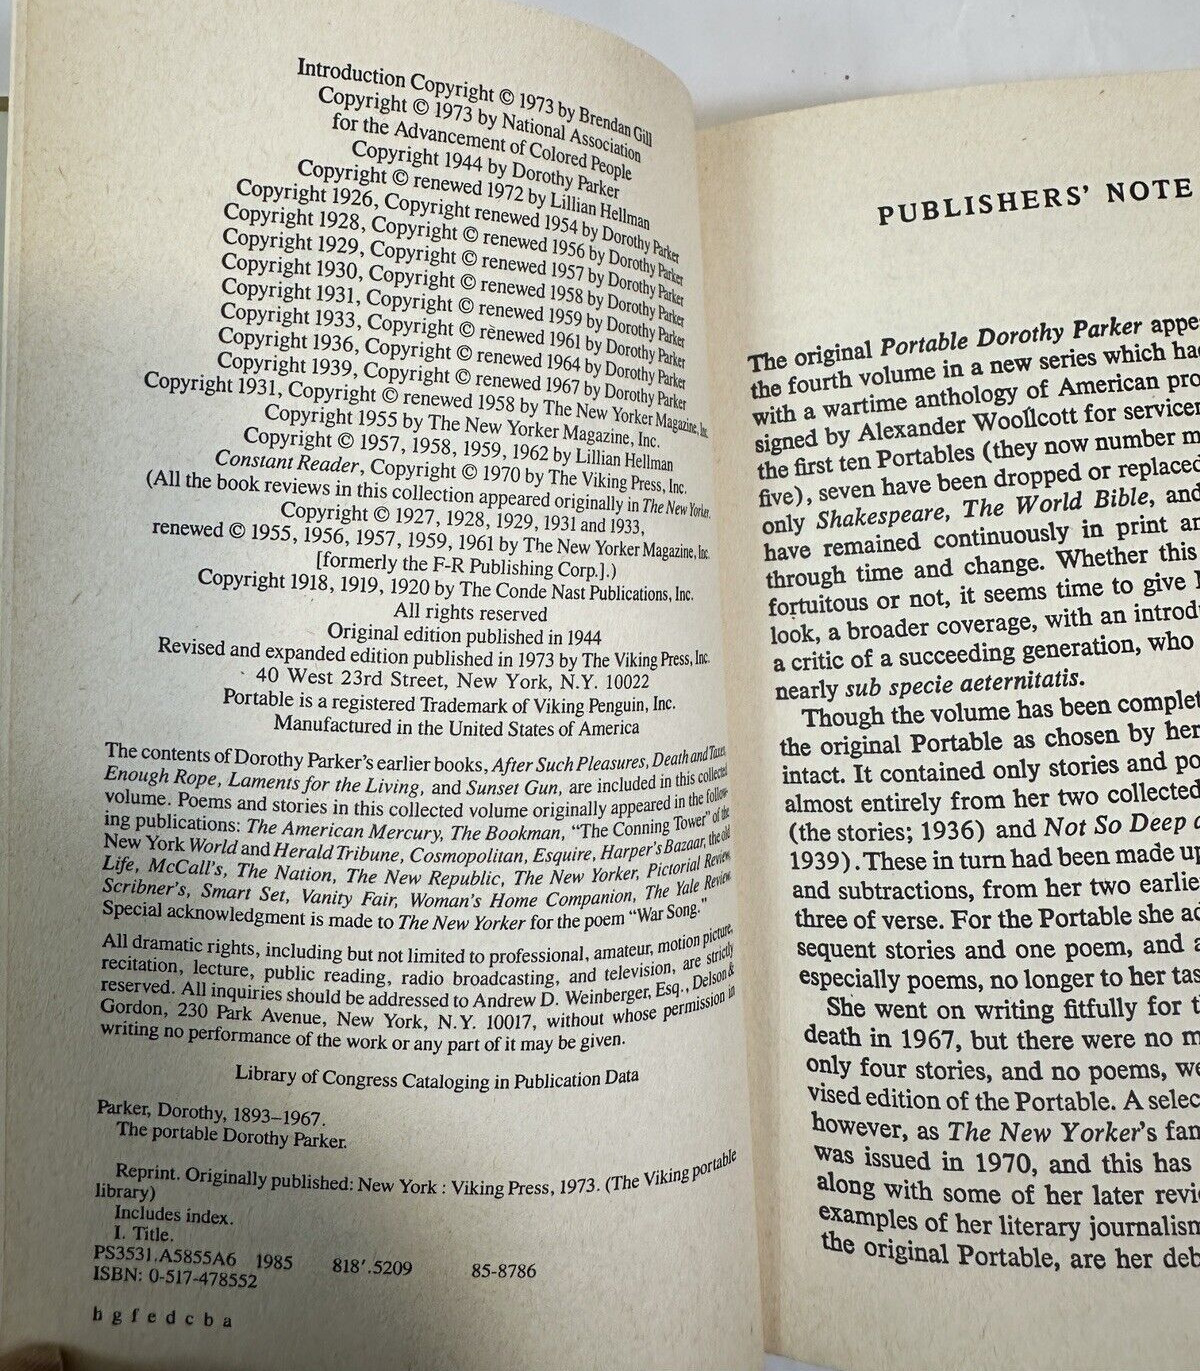 Introduction Copyright © 1973 by Brendan Gill
Copyright © 1973 by National Association
for the Advancement of Colored People
Copyright 1944 by Dorothy Parker
Copyright © renewed 1972 by Lillian Hellman
Copyright 1926, Copyright renewed 1954 by Dorothy Parker
Copyright 1928, Copyright © renewed 1956 by Dorothy Parker
Copyright 1929, Copyright © renewed 1957 by Dorothy Parker
Copyright 1930, Copyright © renewed 1958 by Dorothy Parker
Copyright 1931, Copyright © renewed 1959 by Dorothy Parker
Copyright 1933, Copyright © renewed 1961 by Dorothy Parker
Copyright 1936, Copyright © renewed 1964 by Dorothy Parker
Copyright 1939, Copyright © renewed 1967 by Dorothy Parker
Copyright 1931, Copyright © renewed 1958 by The New Yorker Magazine, Inc.
Copyright 1955 by The New Yorker Magazine, Inc.
Copyright © 1957, 1958, 1959, 1962 by Lillian Hellman
Constant Reader, Copyright © 1970 by The Viking Press, Inc.
(All the book reviews in this collection appeared originally in The New Yorker.
Copyright © 1927, 1928, 1929, 1931 and 1933,
renewed © 1955, 1956, 1957, 1959, 1961 by The New Yorker Magazine, Inc.
[formerly the F-R Publishing Corp.].)
Copyright 1918, 1919, 1920 by The Conde Nast Publications, Inc.
All rights reserved
Original edition published in 1944
Revised and expanded edition published in 1973 by The Viking Press, Inc.
40 West 23rd Street, New York, N.Y. 10022
Portable is a registered Trademark of Viking Penguin, Inc.
Manufactured in the United States of America
The contents of Dorothy Parker's earlier books, After Such Pleasures, Death and Taxes,
Enough Rope, Laments for the Living, and Sunset Gun, are included in this collected
volume. Poems and stories in this collected volume originally appeared in the follow-
ing publications: The American Mercury, The Bookman, "The Conning Tower" of the
New York World and Herald Tribune, Cosmopolitan, Esquire, Harper's Bazaar, the old
Life, McCall's, The Nation, The New Republic, The New Yorker, Pictorial Review,
Scribner's, Smart Set, Vanity Fair, Woman's Home Companion, The Yale Review.
Special acknowledgment is made to The New Yorker for the poem "War Song."
All dramatic rights, including but not limited to professional, amateur, motion picture,
recitation, lecture, public reading, radio broadcasting, and television, are strictly
reserved. All inquiries should be addressed to Andrew D. Weinberger, Esq., Delson &
Gordon, 230 Park Avenue, New York, N.Y. 10017, without whose permission in
writing no performance of the work or any part of it may be given.
Library of Congress Cataloging in Publication Data
Parker, Dorothy, 1893–1967.
The portable Dorothy Parker.
Reprint. Originally published: New York : Viking Press, 1973. (The Viking portable
library)
Includes index.
I. Title.
PS3531.A5855A6 1985 818'.5209 85-8786
ISBN: 0-517-478552
h g f e d c b a
PUBLISHERS' NOTE
The original Portable Dorothy Parker appe
the fourth volume in a new series which ha
with a wartime anthology of American pro
signed by Alexander Woollcott for servicer
the first ten Portables (they now number m
five), seven have been dropped or replaced
only Shakespeare, The World Bible, and
have remained continuously in print an
through time and change. Whether this
fortuitous or not, it seems time to give
look, a broader coverage, with an introdu
a critic of a succeeding generation, who
nearly sub specie aeternitatis.
Though the volume has been complet
the original Portable as chosen by her
intact. It contained only stories and po
almost entirely from her two collected
(the stories; 1936) and Not So Deep a
1939). These in turn had been made up
and subtractions, from her two earlie
three of verse. For the Portable she ad
sequent stories and one poem, and a
especially poems, no longer to her tas
She went on writing fitfully for t
death in 1967, but there were no m
only four stories, and no poems, we
vised edition of the Portable. A selec
however, as The New Yorker's fam
was issued in 1970, and this has
along with some of her later revi
examples of her literary journalism
the original Portable, are her deb